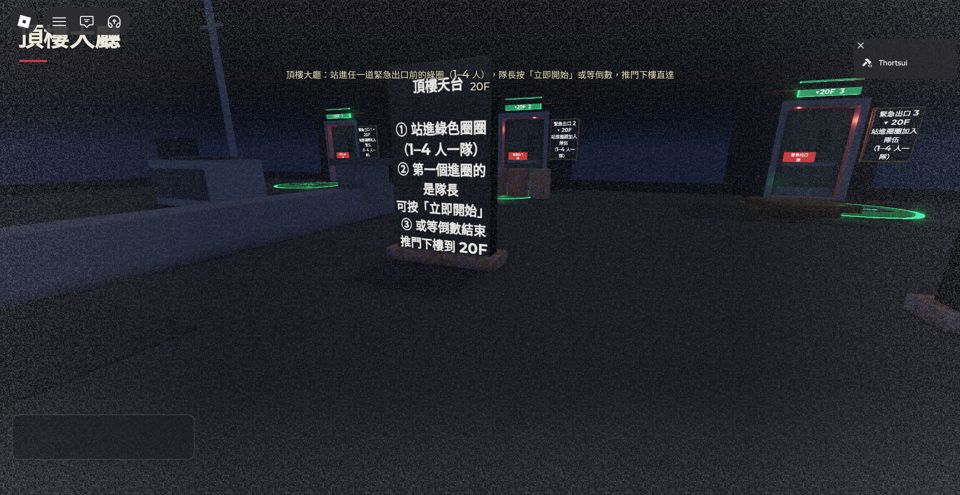 頂樓大廳
Thortsui
頂樓大廳：站進任一道緊急出口前的綠圈（1–4 人），隊長按「立即開始」或等倒數，推門下樓直達
頂樓天台 20F
① 站進綠色圈圈
（1–4 人一隊）
② 第一個進圈的
是隊長
可按「立即開始」
③ 或等倒數結束
推門下樓到 20F
20F 2
緊急出口 2
▼ 20F
站進圈圈加入
隊伍
（1–4 人一
隊）
▼20F 3
緊急出口 3
▼ 20F
站進圈圈加入
隊伍
（1–4 人一
隊）